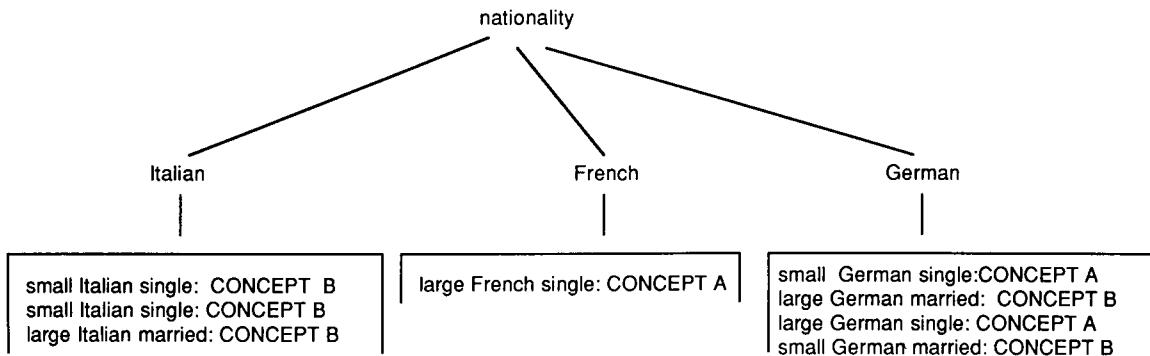 nationality
Italian
French
German
small Italian single: CONCEPT B
small Italian single: CONCEPT B
large Italian married: CONCEPT B
large French single: CONCEPT A
small German single:CONCEPT A
large German married: CONCEPT B
large German single: CONCEPT A
small German married: CONCEPT B